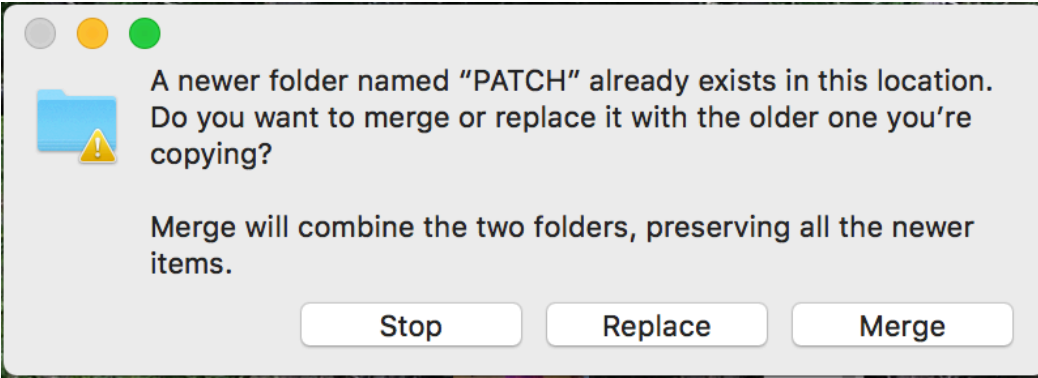 A newer folder named “PATCH” already exists in this location.
Do you want to merge or replace it with the older one you’re
copying?
Merge will combine the two folders, preserving all the newer
items.
Stop
Replace
Merge